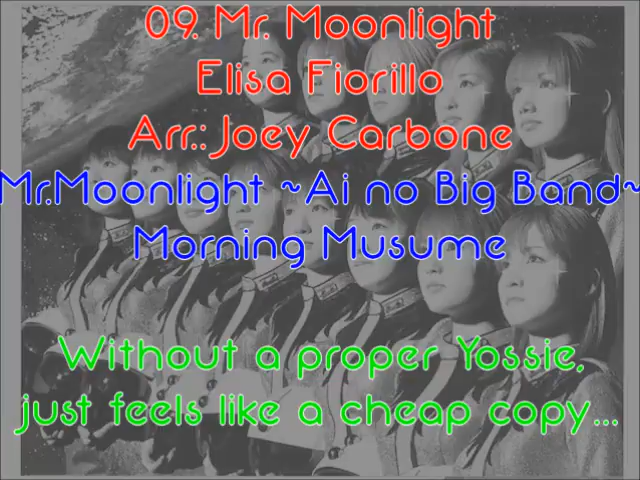 09. Mr. Moonlight
Elisa Fiorillo
Arr.: Joey Carbone
Mr.Moonlight ~Ai no Big Band~
Morning Musume
Without a proper Yossie,
just feels like a cheap copy...